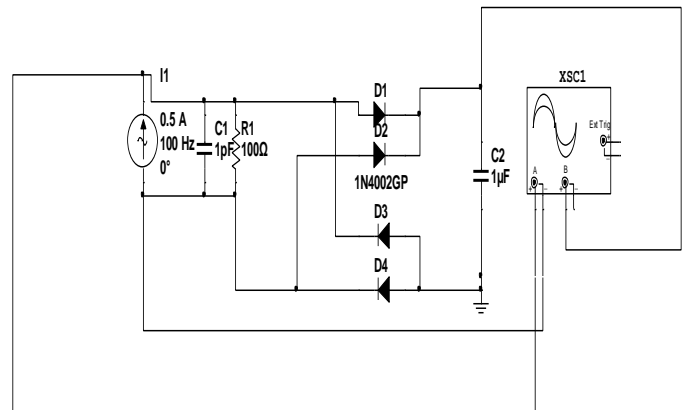 I1
0.5 A
100 Hz
0°
C1
1pF
R1
100Ω
D1
D2
1N4002GP
D3
D4
C2
1µF
XSC1
Ext Trig
+
_
A
B
+ _ + _